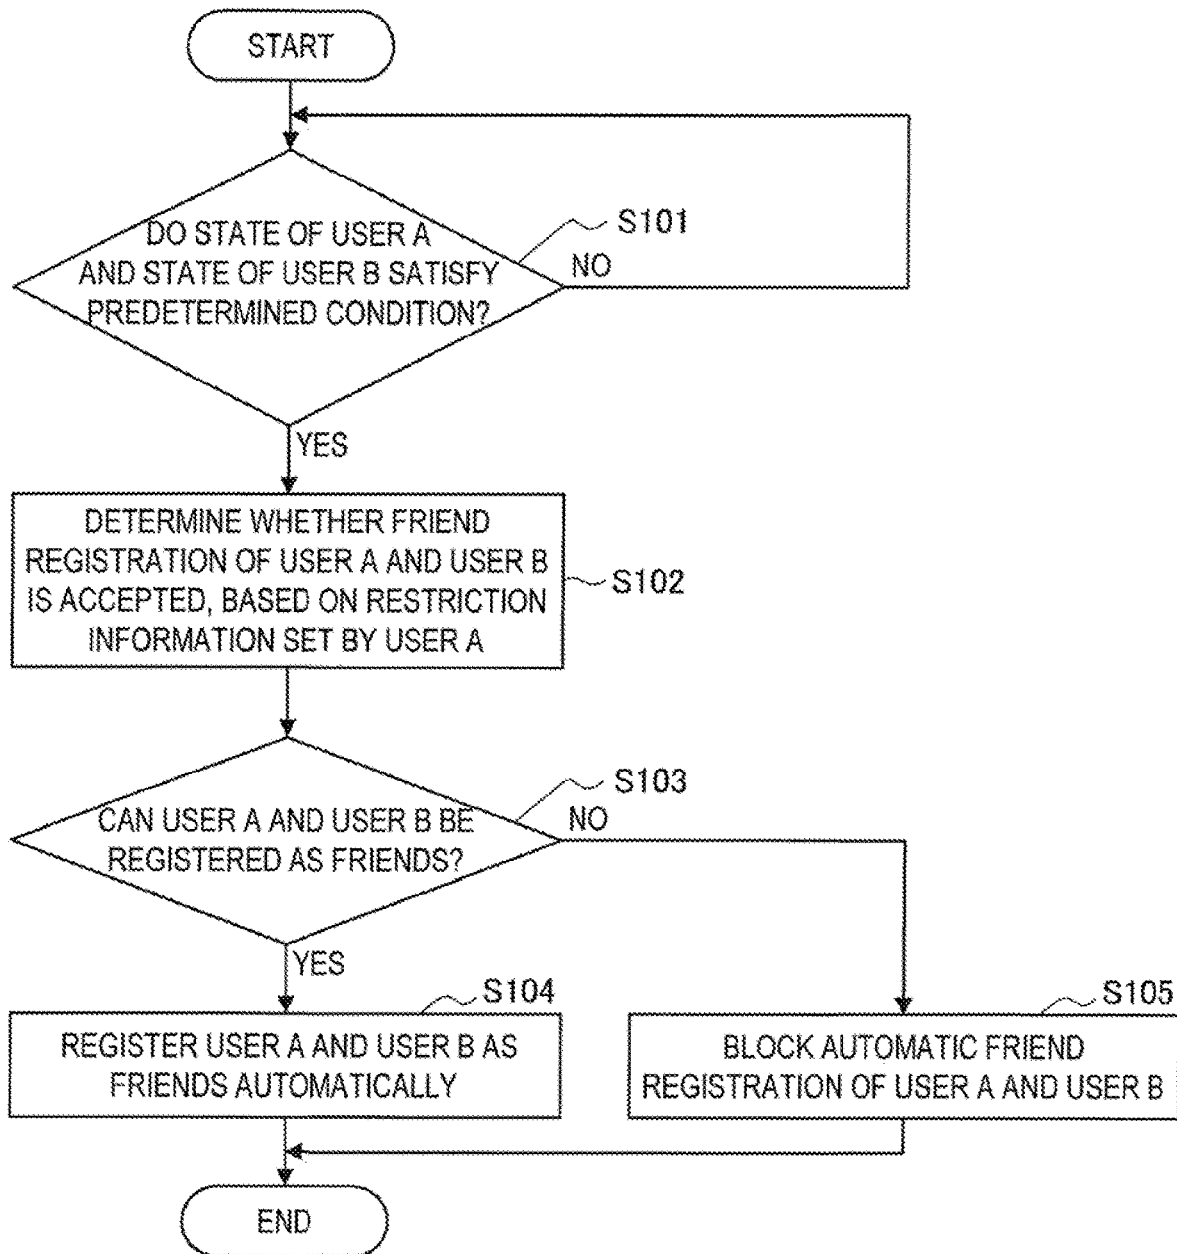 START
DO STATE OF USER A
AND STATE OF USER B SATISFY
PREDETERMINED CONDITION?
S101
NO
YES
DETERMINE WHETHER FRIEND
REGISTRATION OF USER A AND USER B
IS ACCEPTED, BASED ON RESTRICTION
INFORMATION SET BY USER A
S102
CAN USER A AND USER B BE
REGISTERED AS FRIENDS?
S103
NO
YES
S104
REGISTER USER A AND USER B AS
FRIENDS AUTOMATICALLY
S105
BLOCK AUTOMATIC FRIEND
REGISTRATION OF USER A AND USER B
END